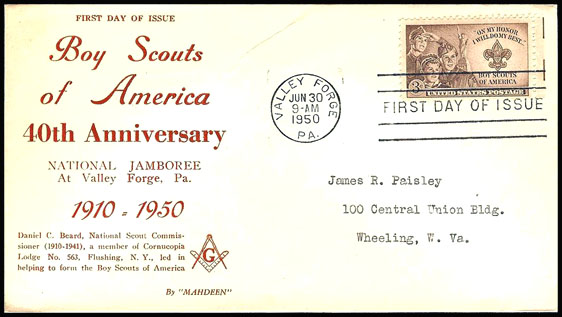 FIRST DAY OF ISSUE
Boy Scouts
of America
40th Anniversary
NATIONAL JAMBOREE
At Valley Forge, Pa.
1910 - 1950
Daniel C. Beard, National Scout Commis-
sioner (1910-1941), a member of Cornucopia
Lodge No. 563, Flushing, N. Y., led in
helping to form the Boy Scouts of America
G
By "MAHDEEN"
VALLEY FORGE
JUN 30
9-AM
1950
PA.
"ON MY HONOR
I WILL DO MY BEST..."
BOY SCOUTS
OF AMERICA
3¢
UNITED STATES POSTAGE
FIRST DAY OF ISSUE
James R. Paisley
100 Central Union Bldg.
Wheeling, W. Va.